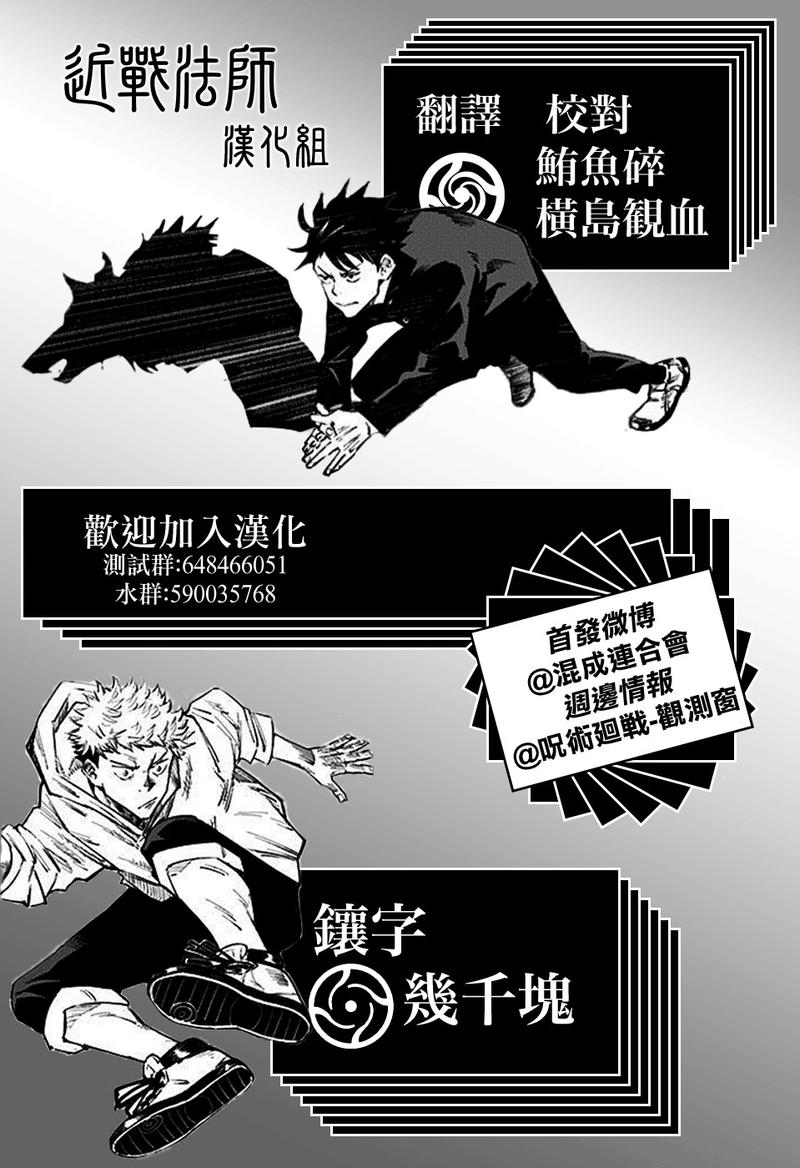 近戰法師
漢化組
翻譯 校對
鮪魚碎
橫島観血
歡迎加入漢化
測試群:648466051
水群:590035768
首發微博
@混成連合會
週邊情報
@呪術廻戦-觀測窗
鑲字
幾千塊